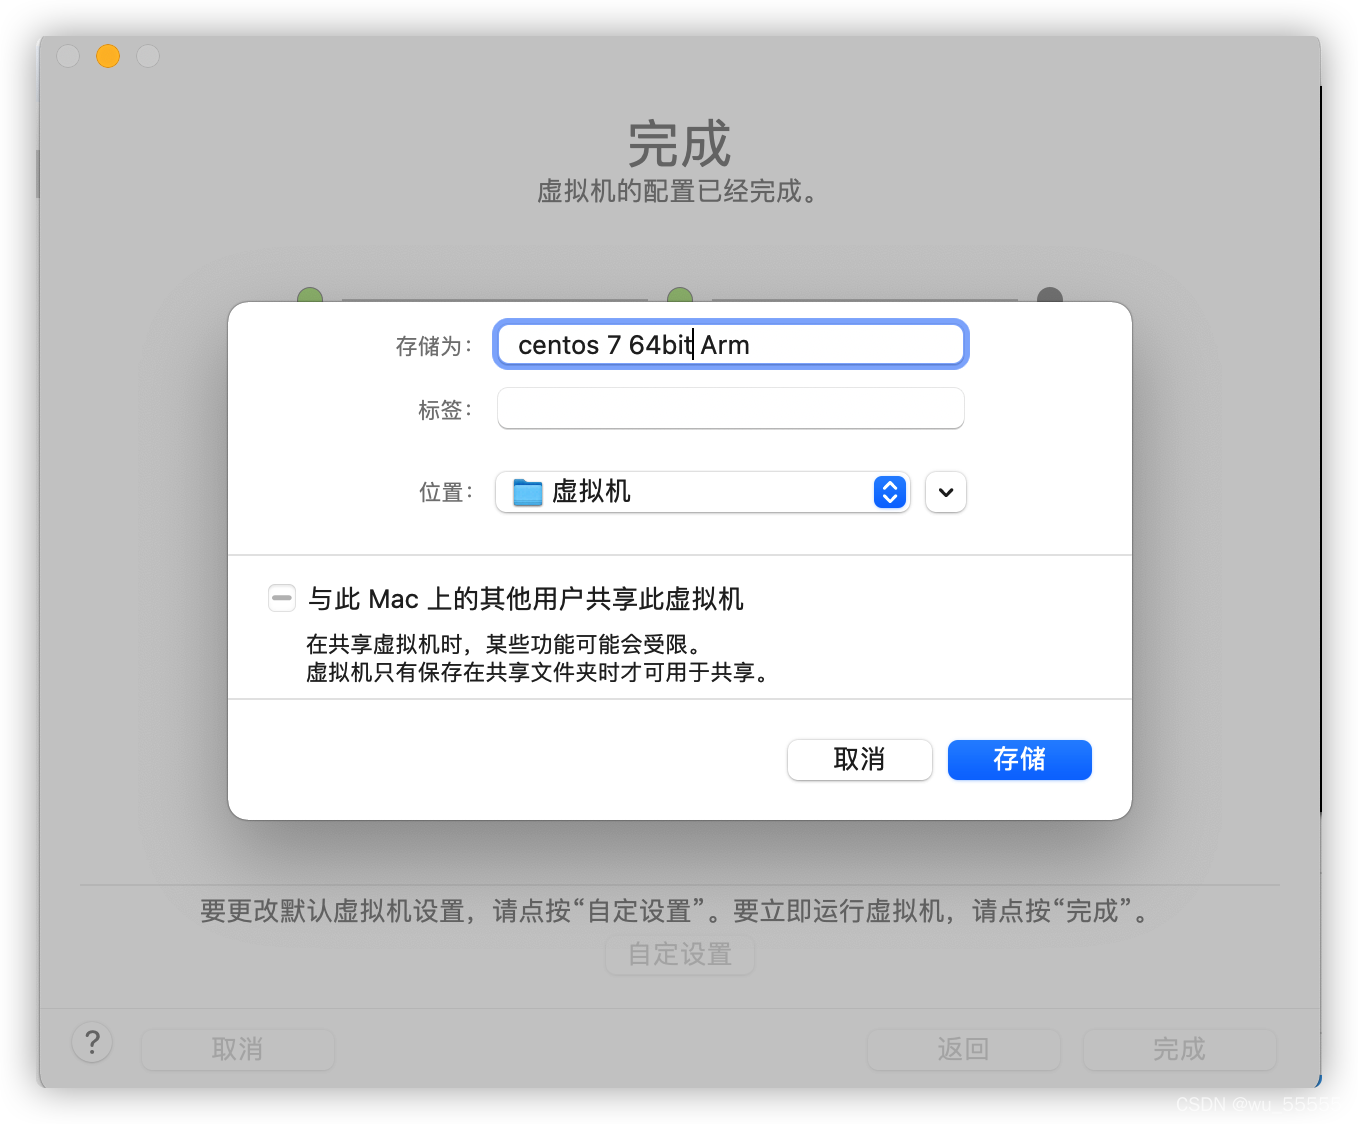 完成
虚拟机的配置已经完成。
存储为：
centos 7 64bit Arm
标签：
位置：
虚拟机
与此 Mac 上的其他用户共享此虚拟机
在共享虚拟机时，某些功能可能会受限。
虚拟机只有保存在共享文件夹时才可用于共享。
取消
存储
要更改默认虚拟机设置，请点按“自定设置”。要立即运行虚拟机，请点按“完成”。
自定设置
?
取消
返回
完成